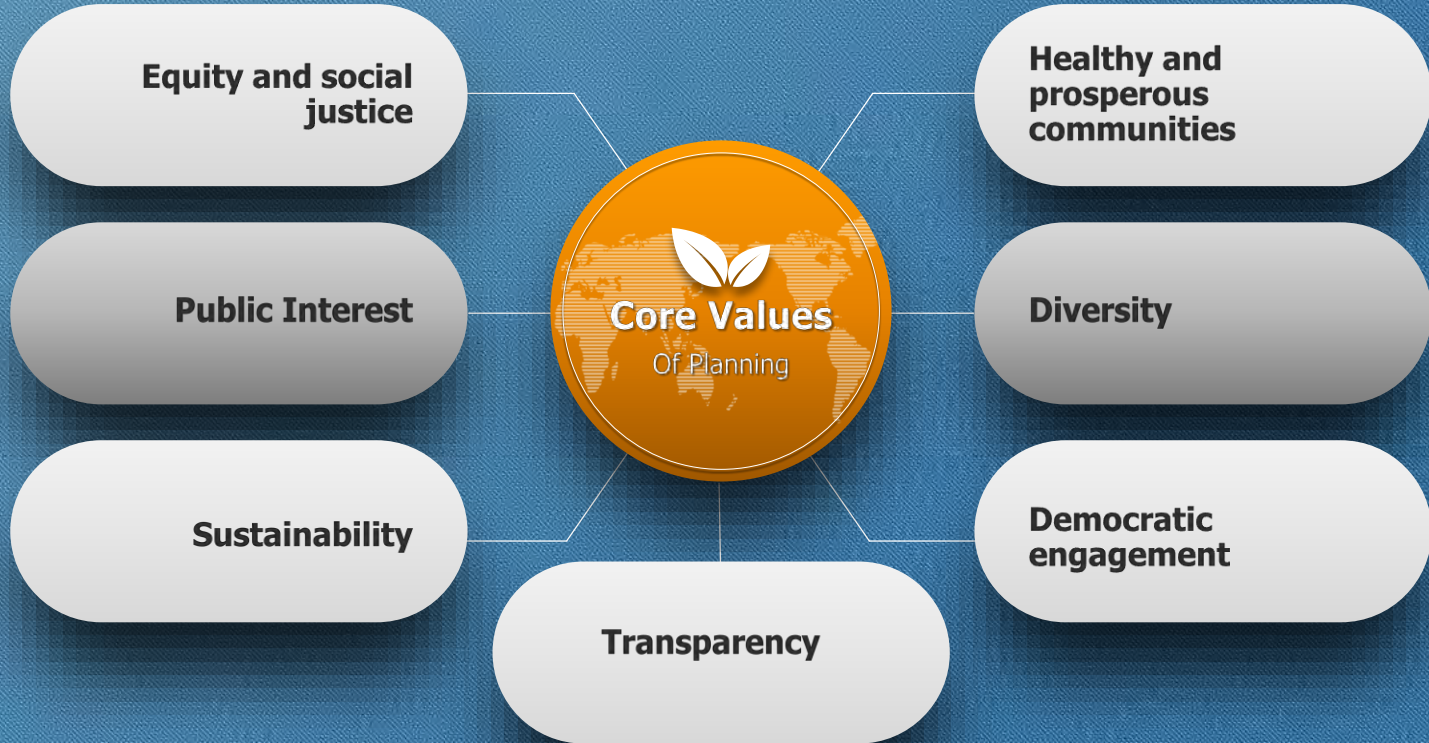 Equity and social
justice
Public Interest
Sustainability
Core Values
Of Planning
Transparency
Healthy and
prosperous
communities
Diversity
Democratic
engagement